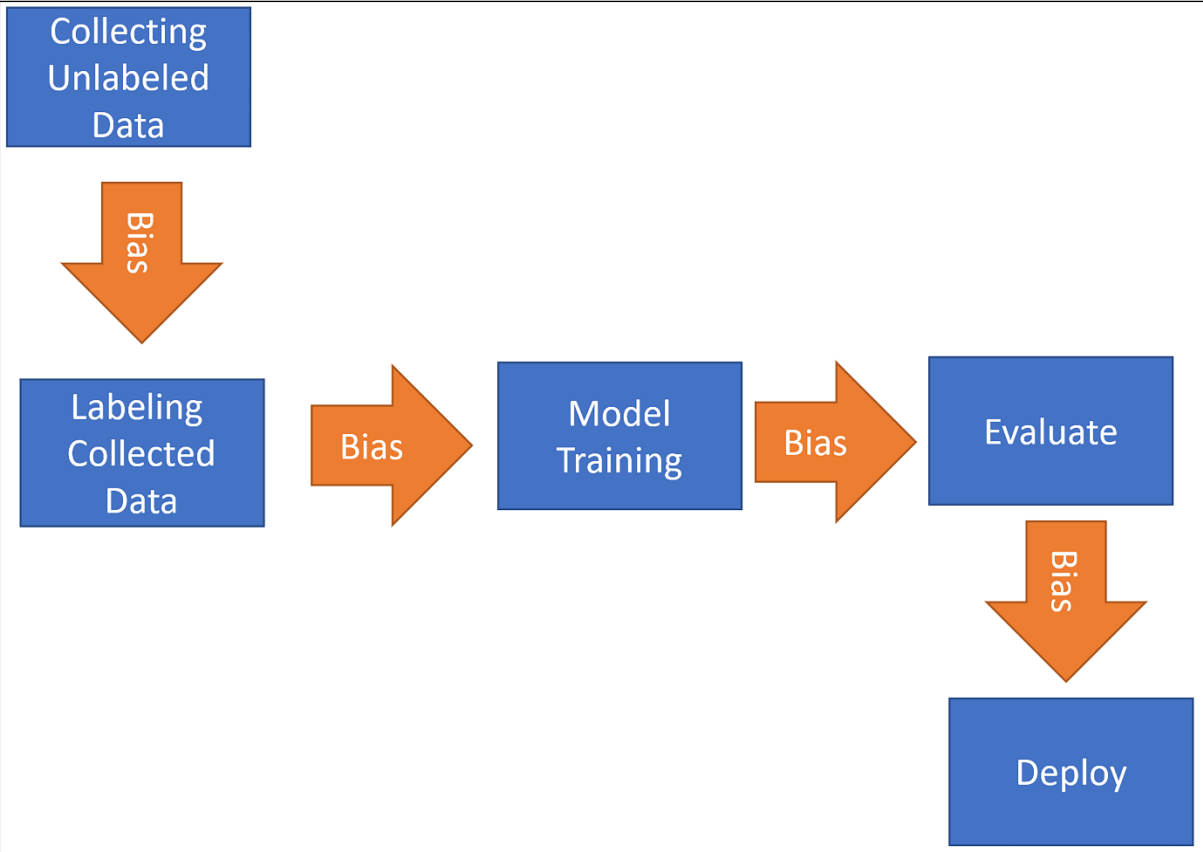 Collecting
Unlabeled
Data
Bias
Labeling
Collected
Data
Bias
Model
Training
Bias
Evaluate
Bias
Deploy